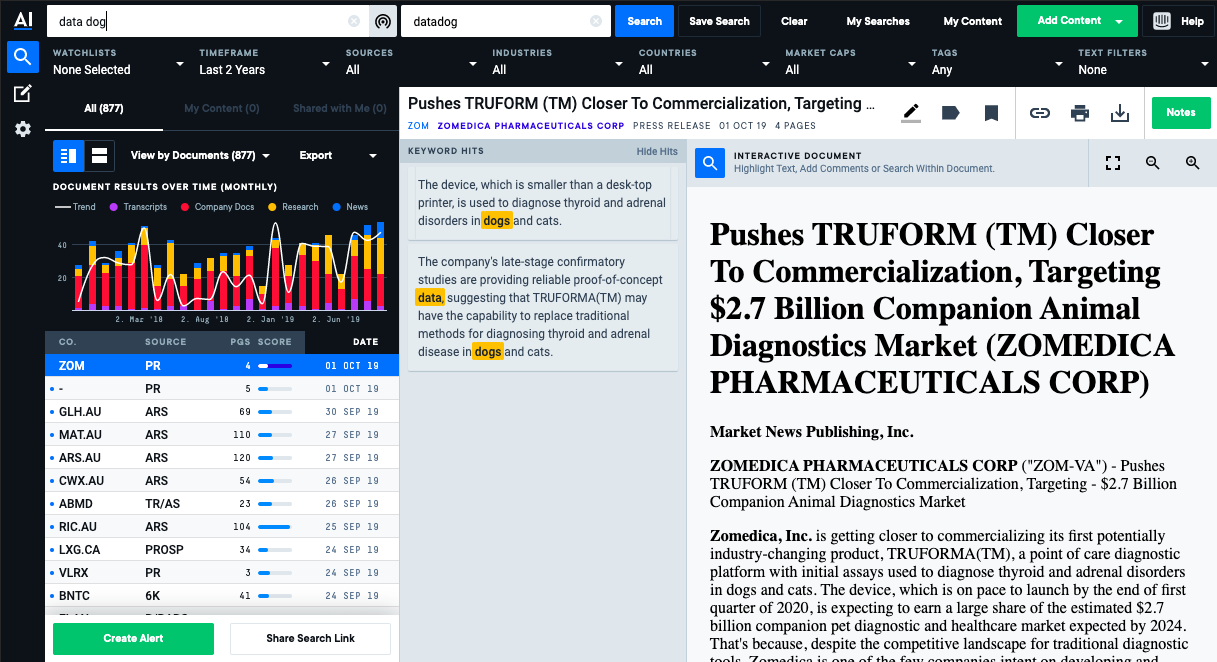 AI
data dog
datadog
Search
Save Search
Clear
My Searches
My Content
Add Content
Help
WATCHLISTS
None Selected
TIMEFRAME
Last 2 Years
SOURCES
All
INDUSTRIES
All
COUNTRIES
All
MARKET CAPS
All
TAGS
Any
TEXT FILTERS
None
All (877)
My Content (0)
Shared with Me (0)
View by Documents (877)
Export
DOCUMENT RESULTS OVER TIME (MONTHLY)
Trend Transcripts Company Docs Research News
40
20
2. Mar '18 2. Aug '18 2. Jan '19 2. Jun '19
CO. SOURCE PGS SCORE DATE
ZOM PR 4 01 OCT 19
- PR 5 01 OCT 19
GLH.AU ARS 69 30 SEP 19
MAT.AU ARS 110 27 SEP 19
ARS.AU ARS 120 27 SEP 19
CWX.AU ARS 54 26 SEP 19
ABMD TR/AS 23 26 SEP 19
RIC.AU ARS 104 25 SEP 19
LXG.CA PROSP 34 24 SEP 19
VLRX PR 3 24 SEP 19
BNTC 6K 41 24 SEP 19
Create Alert
Share Search Link
Pushes TRUFORM (TM) Closer To Commercialization, Targeting ...
ZOM ZOMEDICA PHARMACEUTICALS CORP PRESS RELEASE 01 OCT 19 4 PAGES
Notes
KEYWORD HITS
Hide Hits
The device, which is smaller than a desk-top
printer, is used to diagnose thyroid and adrenal
disorders in dogs and cats.
The company's late-stage confirmatory
studies are providing reliable proof-of-concept
data, suggesting that TRUFORMA(TM) may
have the capability to replace traditional
methods for diagnosing thyroid and adrenal
disease in dogs and cats.
INTERACTIVE DOCUMENT
Highlight Text, Add Comments or Search Within Document.
Pushes TRUFORM (TM) Closer
To Commercialization, Targeting
$2.7 Billion Companion Animal
Diagnostics Market (ZOMEDICA
PHARMACEUTICALS CORP)
Market News Publishing, Inc.
ZOMEDICA PHARMACEUTICALS CORP ("ZOM-VA") - Pushes
TRUFORM (TM) Closer To Commercialization, Targeting - $2.7 Billion
Companion Animal Diagnostics Market
Zomedica, Inc. is getting closer to commercializing its first potentially
industry-changing product, TRUFORMA(TM), a point of care diagnostic
platform with initial assays used to diagnose thyroid and adrenal disorders
in dogs and cats. The device, which is on pace to launch by the end of first
quarter of 2020, is expecting to earn a large share of the estimated $2.7
billion companion pet diagnostic and healthcare market expected by 2024.
That's because, despite the competitive landscape for traditional diagnostic
tools, Zomedica is one of the few companies intent on developing and